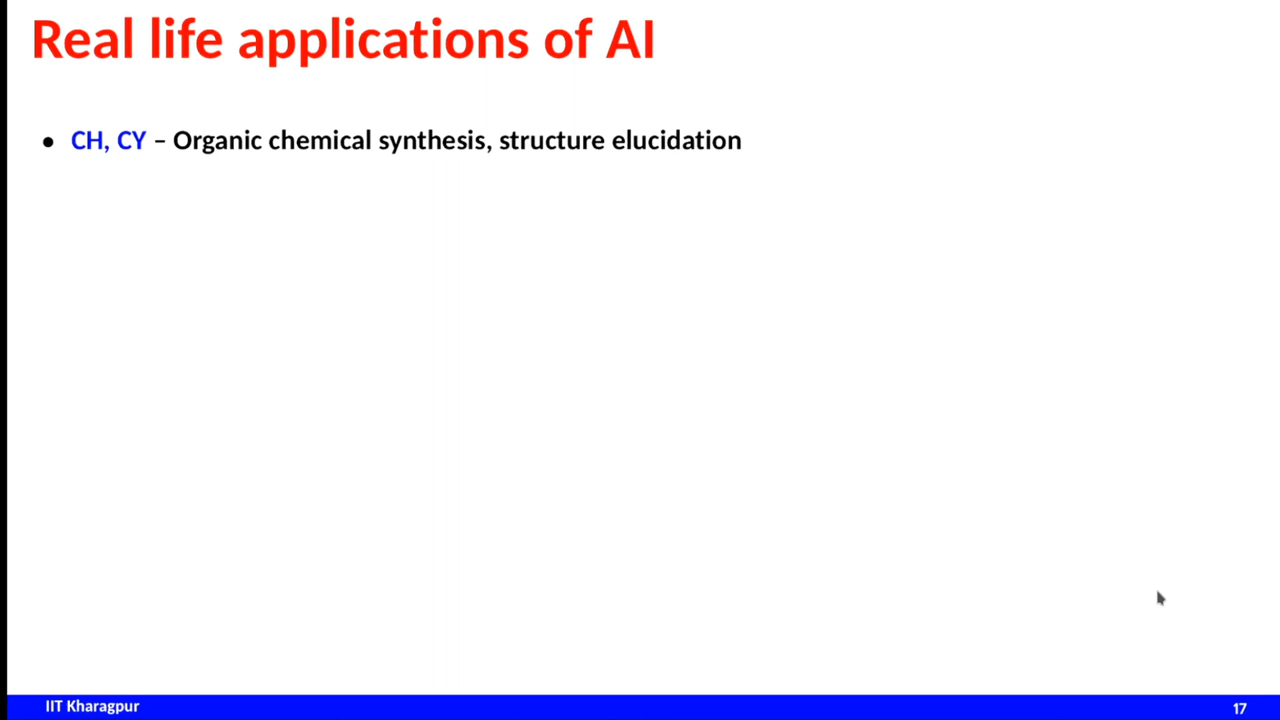 Real life applications of AI
• CH, CY – Organic chemical synthesis, structure elucidation
IIT Kharagpur
17